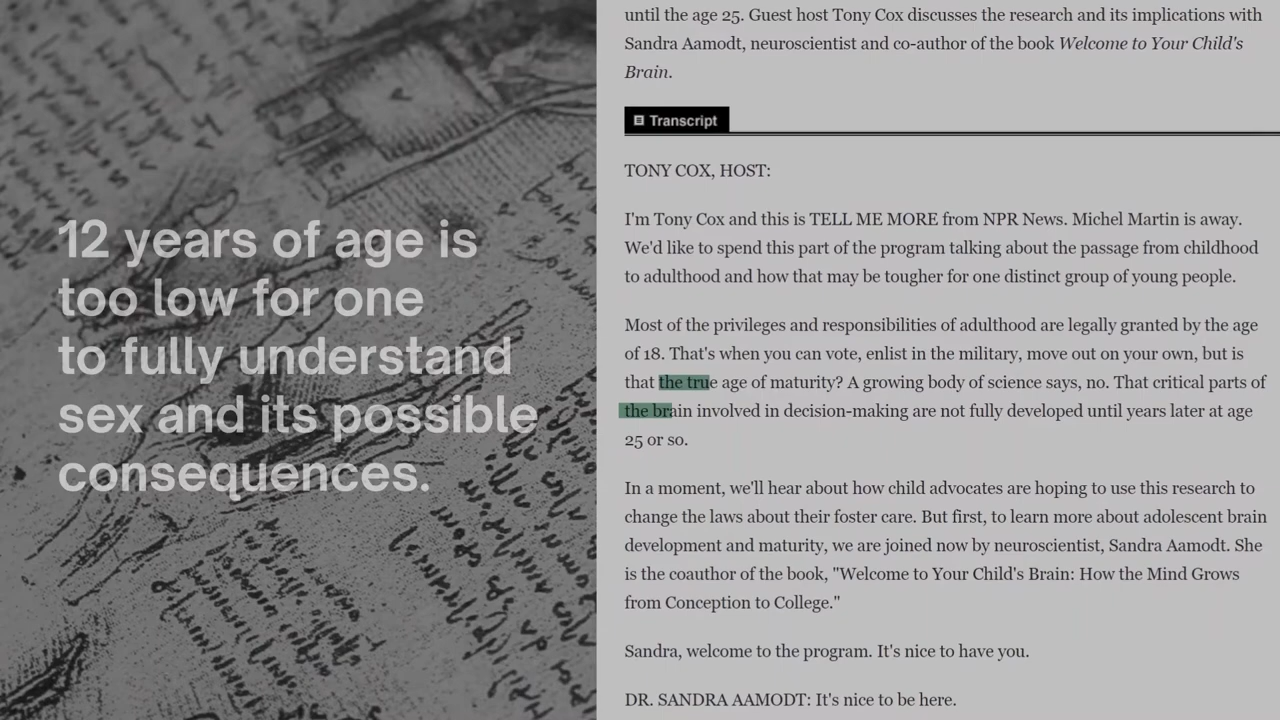 12 years of age is
too low for one
to fully understand
sex and its possible
consequences.
until the age 25. Guest host Tony Cox discusses the research and its implications with
Sandra Aamodt, neuroscientist and co-author of the book Welcome to Your Child's
Brain.
Transcript
TONY COX, HOST:
I'm Tony Cox and this is TELL ME MORE from NPR News. Michel Martin is away.
We'd like to spend this part of the program talking about the passage from childhood
to adulthood and how that may be tougher for one distinct group of young people.
Most of the privileges and responsibilities of adulthood are legally granted by the age
of 18. That's when you can vote, enlist in the military, move out on your own, but is
that the true age of maturity? A growing body of science says, no. That critical parts of
the brain involved in decision-making are not fully developed until years later at age
25 or so.
In a moment, we'll hear about how child advocates are hoping to use this research to
change the laws about their foster care. But first, to learn more about adolescent brain
development and maturity, we are joined now by neuroscientist, Sandra Aamodt. She
is the coauthor of the book, "Welcome to Your Child's Brain: How the Mind Grows
from Conception to College."
Sandra, welcome to the program. It's nice to have you.
DR. SANDRA AAMODT: It's nice to be here.